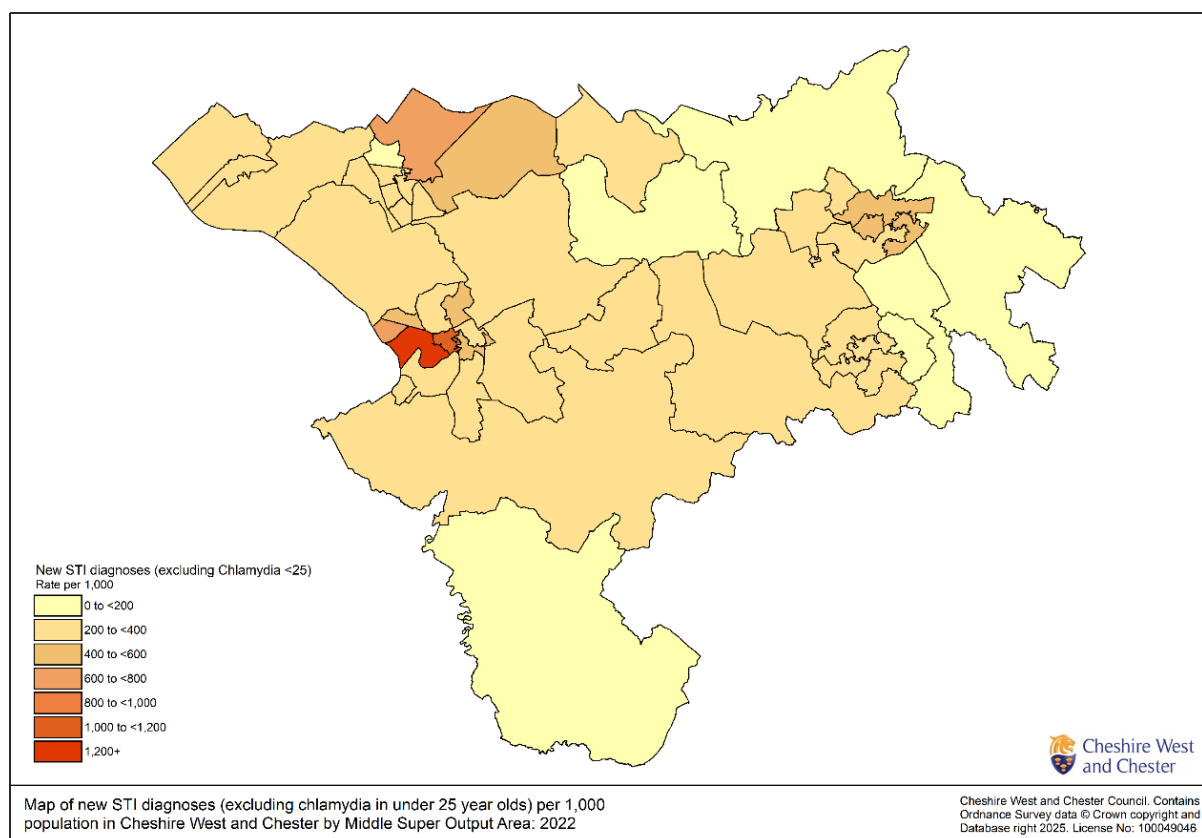 New STI diagnoses (excluding Chlamydia <25)
Rate per 1,000
0 to <200
200 to <400
400 to <600
600 to <800
800 to <1,000
1,000 to <1,200
1,200+
Cheshire West
and Chester
Map of new STI diagnoses (excluding chlamydia in under 25 year olds) per 1,000
population in Cheshire West and Chester by Middle Super Output Area: 2022
Cheshire West and Chester Council. Contains
Ordnance Survey data © Crown copyright and
Database right 2025. License No: 100049046